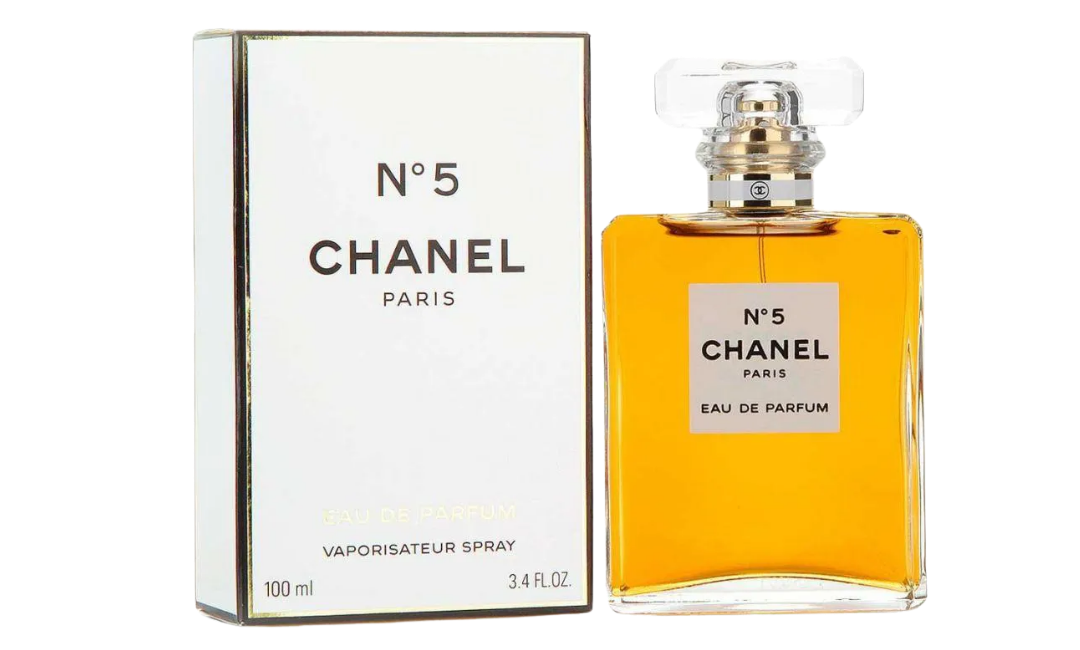 N°5
CHANEL
PARIS
EAU DE PARFUM
VAPORISATEUR SPRAY
100 ml
3.4 FL.OZ.
N°5
CHANEL
PARIS
EAU DE PARFUM